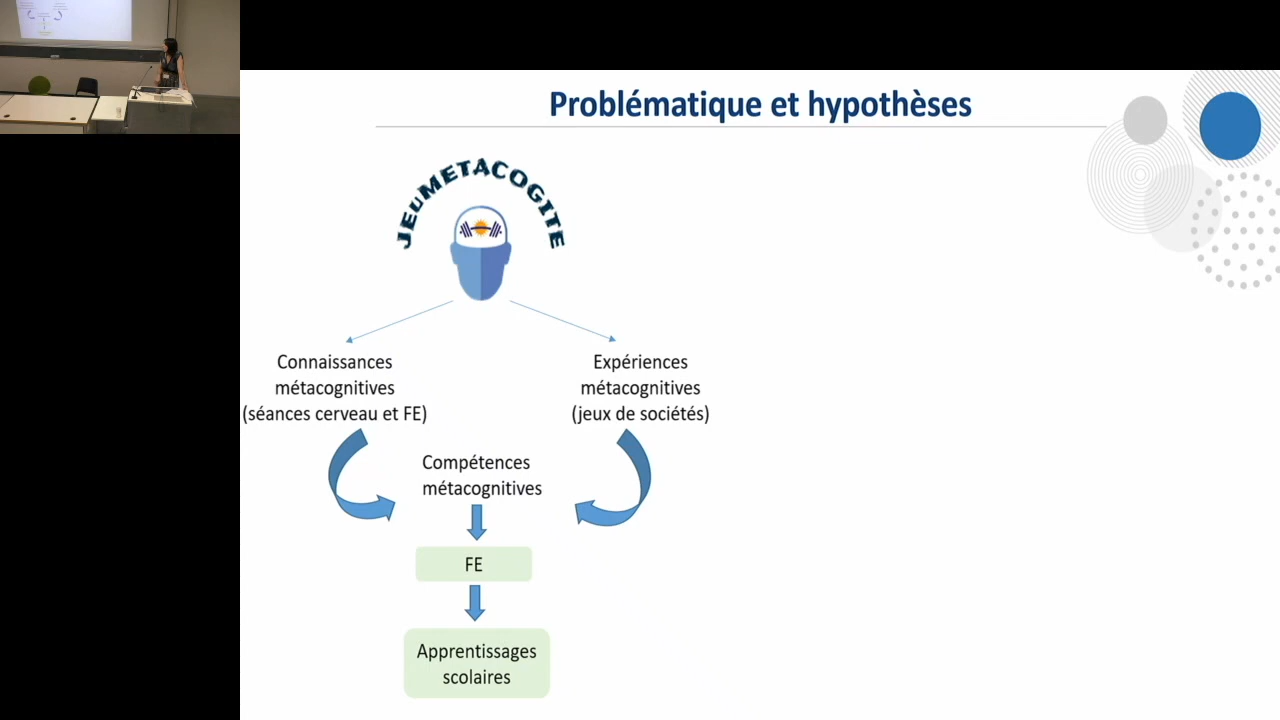 Problématique et hypothèses
JEuMETACOGITE
Connaissances
métacognitives
(séances cerveau et FE)
Expériences
métacognitives
(jeux de sociétés)
Compétences
métacognitives
FE
Apprentissages
scolaires